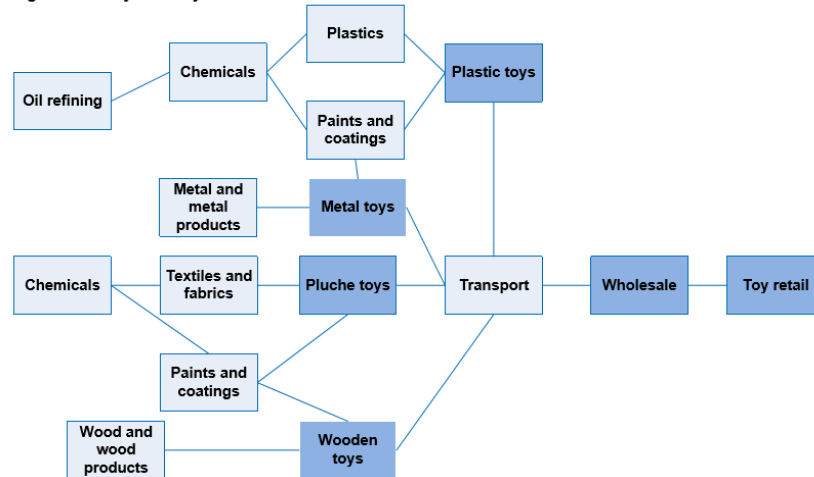 Plastics
Chemicals
Plastic toys
Oil refining
Paints and
coatings
Metal and
metal
products
Metal toys
Chemicals
Textiles and
fabrics
Pluche toys
Transport
Wholesale
Toy retail
Paints and
coatings
Wood and
wood
products
Wooden
toys